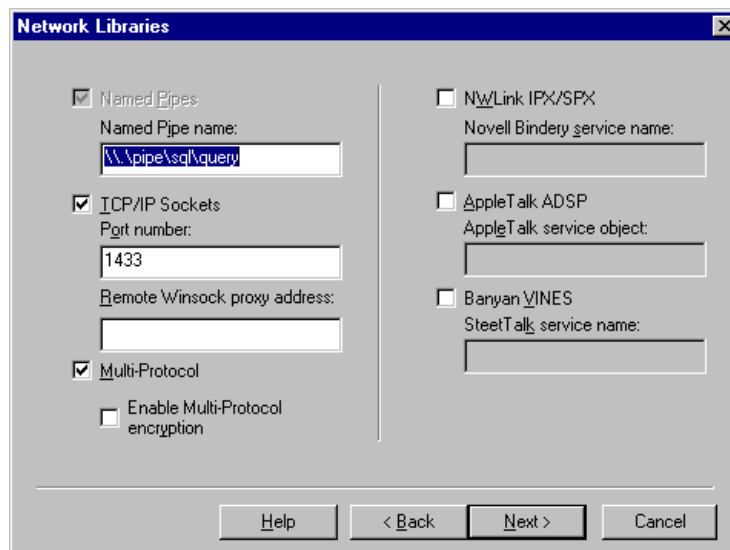 Network Libraries
Named Pipes
Named Pipe name:
\\.\pipe\sql\query
TCP/IP Sockets
Port number:
1433
Remote Winsock proxy address:
Multi-Protocol
Enable Multi-Protocol
encryption
NWLink IPX/SPX
Novell Bindery service name:
AppleTalk ADSP
AppleTalk service object:
Banyan VINES
SteetTalk service name:
Help
< Back
Next >
Cancel